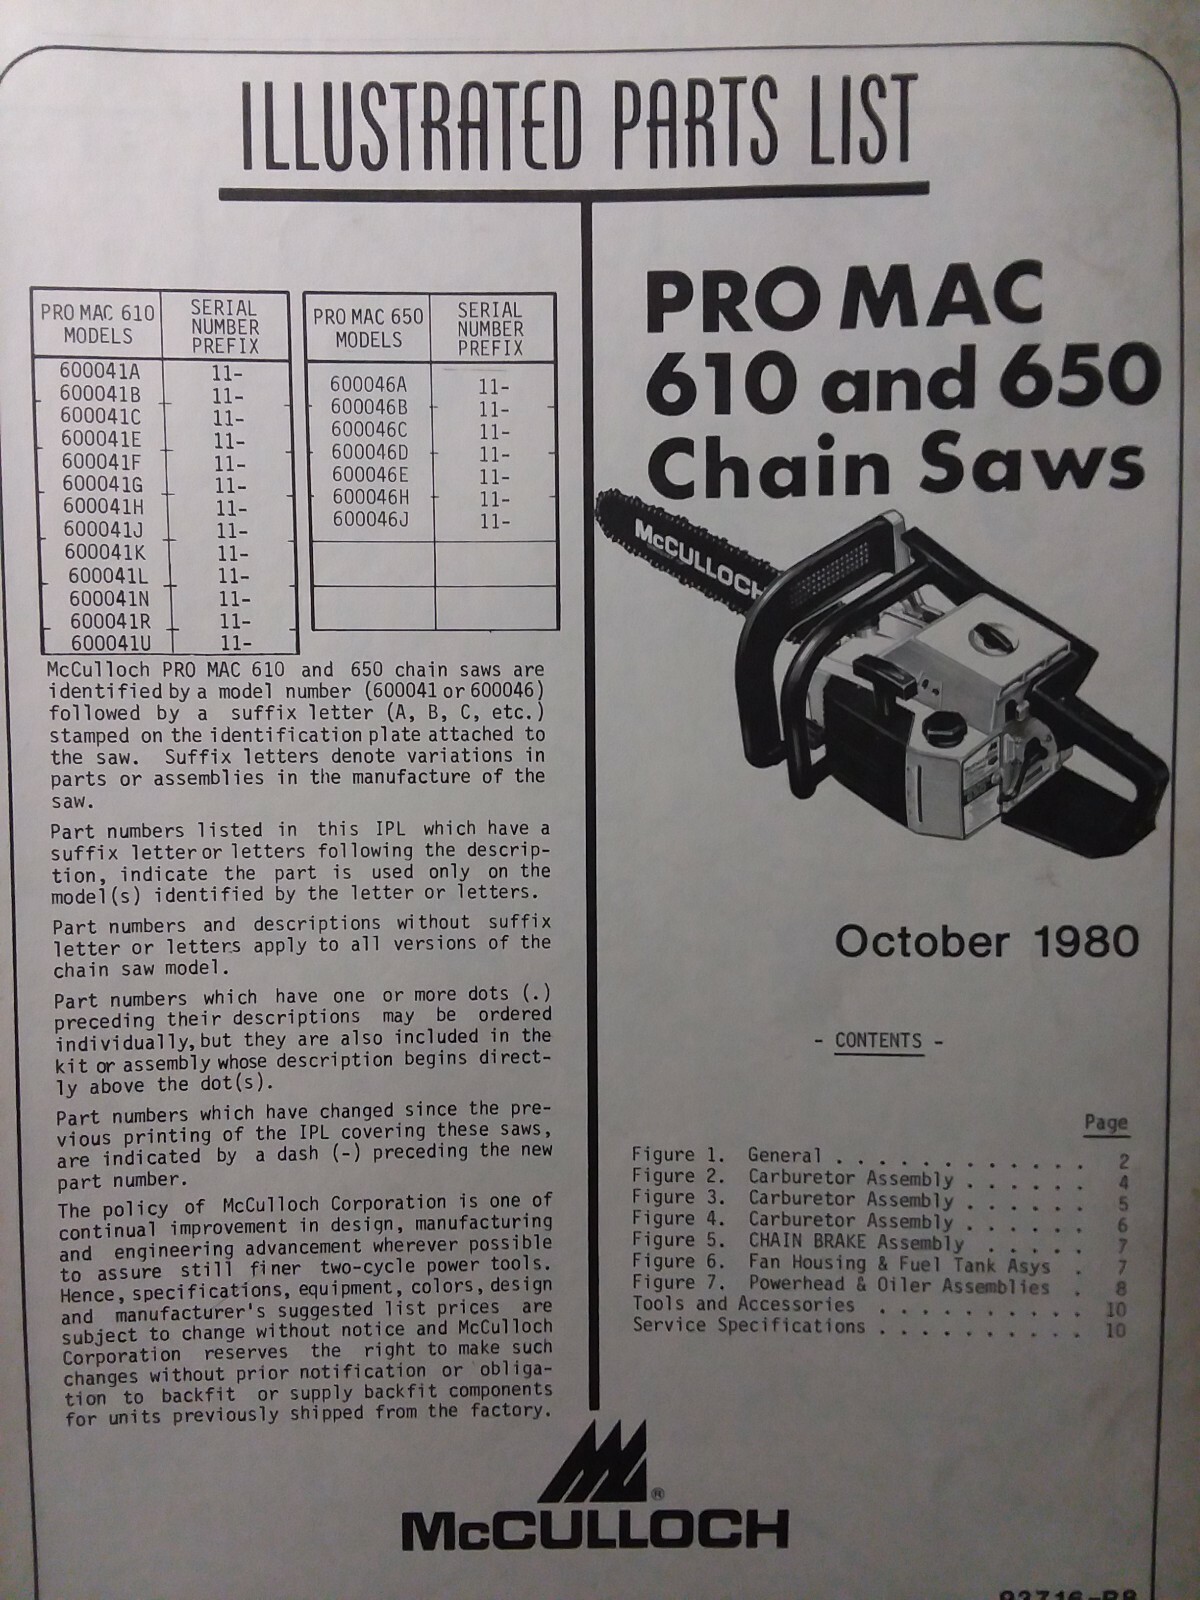 ILLUSTRATED PARTS LIST
PRO MAC 610 MODELS SERIAL NUMBER PREFIX
600041A 11-
600041B 11-
600041C 11-
600041E 11-
600041F 11-
600041G 11-
600041H 11-
600041J 11-
600041K 11-
600041L 11-
600041N 11-
600041R 11-
600041U 11-
PRO MAC 650 MODELS SERIAL NUMBER PREFIX
600046A 11-
600046B 11-
600046C 11-
600046D 11-
600046E 11-
600046H 11-
600046J 11-
McCulloch PRO MAC 610 and 650 chain saws are
identified by a model number (600041 or 600046)
followed by a suffix letter (A, B, C, etc.)
stamped on the identification plate attached to
the saw. Suffix letters denote variations in
parts or assemblies in the manufacture of the
saw.
Part numbers listed in this IPL which have a
suffix letter or letters following the descrip-
tion, indicate the part is used only on the
model(s) identified by the letter or letters.
Part numbers and descriptions without suffix
letter or letters apply to all versions of the
chain saw model.
Part numbers which have one or more dots (.)
preceding their descriptions may be ordered
individually, but they are also included in the
kit or assembly whose description begins direct-
ly above the dot(s).
Part numbers which have changed since the pre-
vious printing of the IPL covering these saws,
are indicated by a dash (-) preceding the new
part number.
The policy of McCulloch Corporation is one of
continual improvement in design, manufacturing
and engineering advancement wherever possible
to assure still finer two-cycle power tools.
Hence, specifications, equipment, colors, design
and manufacturer's suggested list prices are
subject to change without notice and McCulloch
Corporation reserves the right to make such
changes without prior notification or obliga-
tion to backfit or supply backfit components
for units previously shipped from the factory.
PRO MAC
610 and 650
Chain Saws
McCULLOCH
October 1980
- CONTENTS -
Page
Figure 1. General . . . . . . . . . . . . 2
Figure 2. Carburetor Assembly . . . . . . 4
Figure 3. Carburetor Assembly . . . . . . 5
Figure 4. Carburetor Assembly . . . . . . 6
Figure 5. CHAIN BRAKE Assembly . . . . . 7
Figure 6. Fan Housing & Fuel Tank Asys . 7
Figure 7. Powerhead & Oiler Assemblies . 8
Tools and Accessories . . . . . . . . . . 10
Service Specifications . . . . . . . . . . 10
®
McCULLOCH
93716-R8